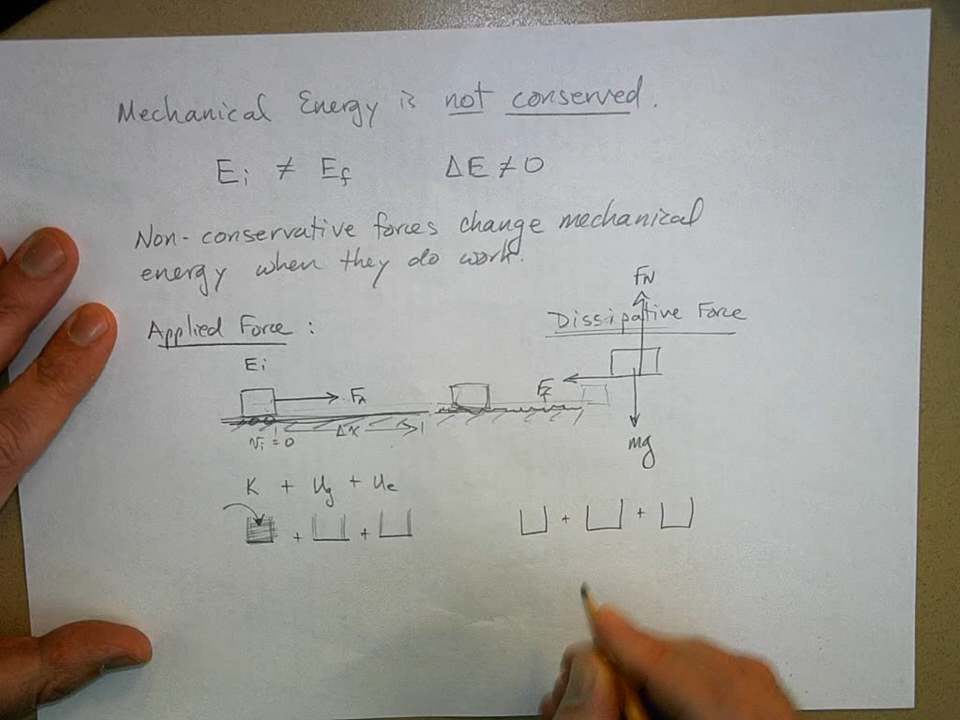 Mechanical Energy is not conserved.
Ei ≠ Ef ΔE ≠ 0
Non-conservative forces change mechanical
energy when they do work.
FN
Applied Force :
Dissipative Force
Ei
FA
Ff
vi = 0
Δx
mg
K + Ug + Ue
+ +
+ +